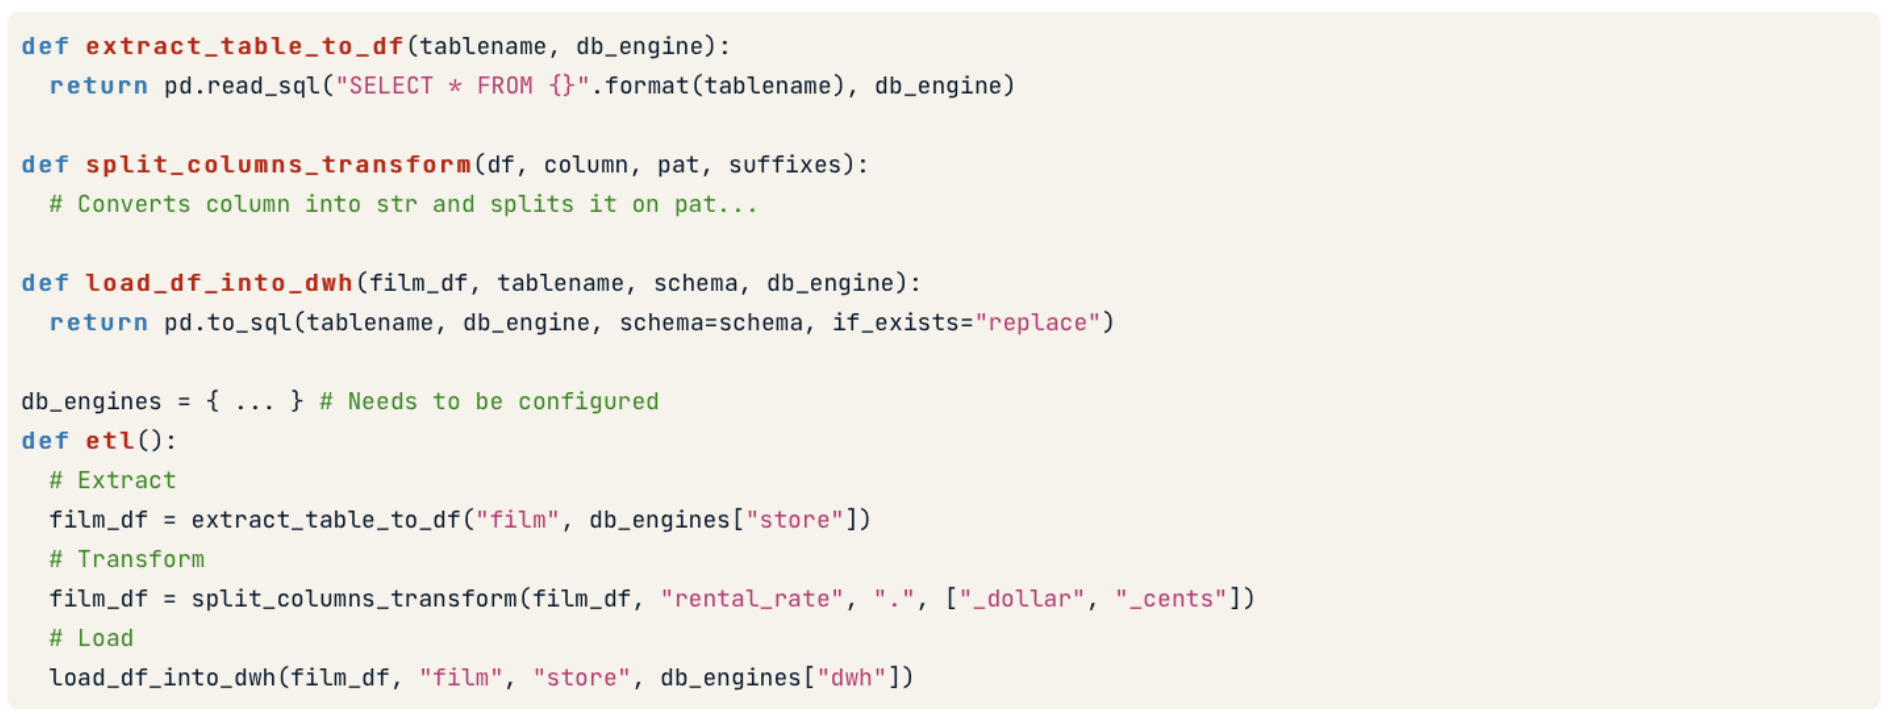 def extract_table_to_df(tablename, db_engine):
  return pd.read_sql("SELECT * FROM {}".format(tablename), db_engine)

def split_columns_transform(df, column, pat, suffixes):
  # Converts column into str and splits it on pat...

def load_df_into_dwh(film_df, tablename, schema, db_engine):
  return pd.to_sql(tablename, db_engine, schema=schema, if_exists="replace")

db_engines = { ... } # Needs to be configured
def etl():
  # Extract
  film_df = extract_table_to_df("film", db_engines["store"])
  # Transform
  film_df = split_columns_transform(film_df, "rental_rate", ".", ["_dollar", "_cents"])
  # Load
  load_df_into_dwh(film_df, "film", "store", db_engines["dwh"])